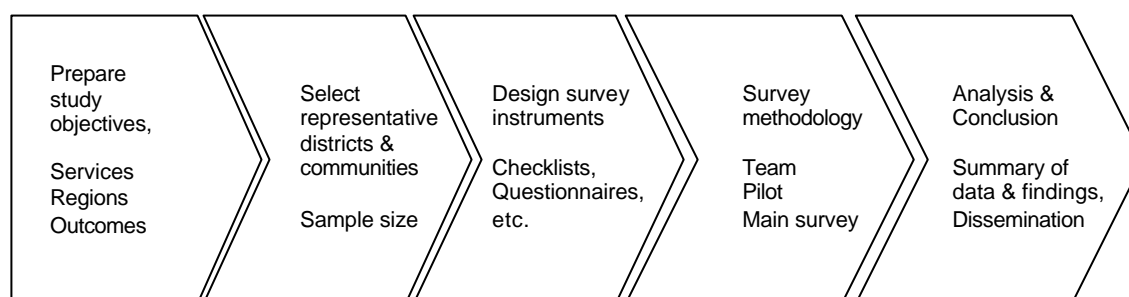 Prepare
study
objectives,
Services
Regions
Outcomes
Select
representative
districts &
communities
Sample size
Design survey
instruments
Checklists,
Questionnaires,
etc.
Survey
methodology
Team
Pilot
Main survey
Analysis &
Conclusion
Summary of
data & findings,
Dissemination